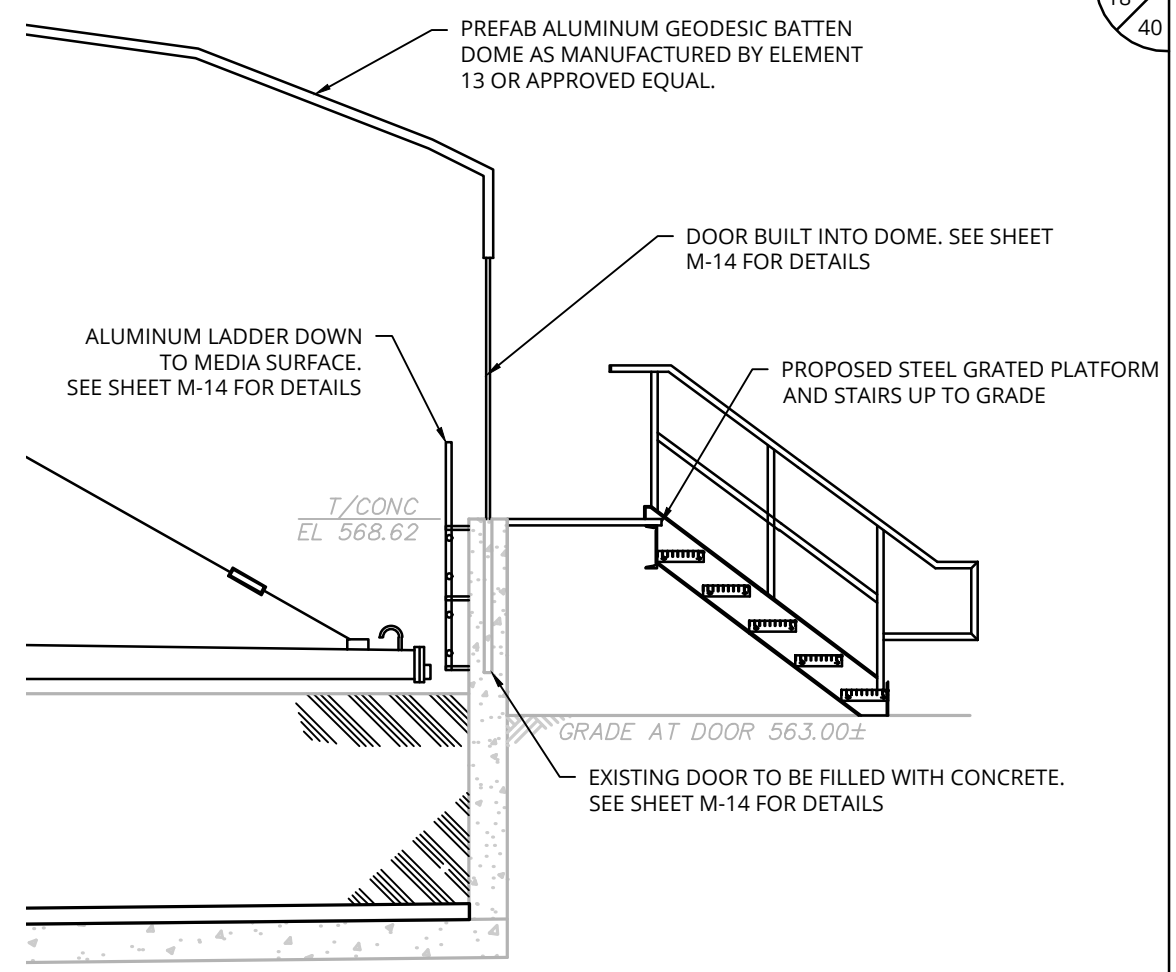 PREFAB ALUMINUM GEODESIC BATTEN
DOME AS MANUFACTURED BY ELEMENT
13 OR APPROVED EQUAL.
40
DOOR BUILT INTO DOME. SEE SHEET
M-14 FOR DETAILS
ALUMINUM LADDER DOWN
TO MEDIA SURFACE.
SEE SHEET M-14 FOR DETAILS
PROPOSED STEEL GRATED PLATFORM
AND STAIRS UP TO GRADE
T/CONC
EL 568.62
GRADE AT DOOR 563.00±
EXISTING DOOR TO BE FILLED WITH CONCRETE.
SEE SHEET M-14 FOR DETAILS